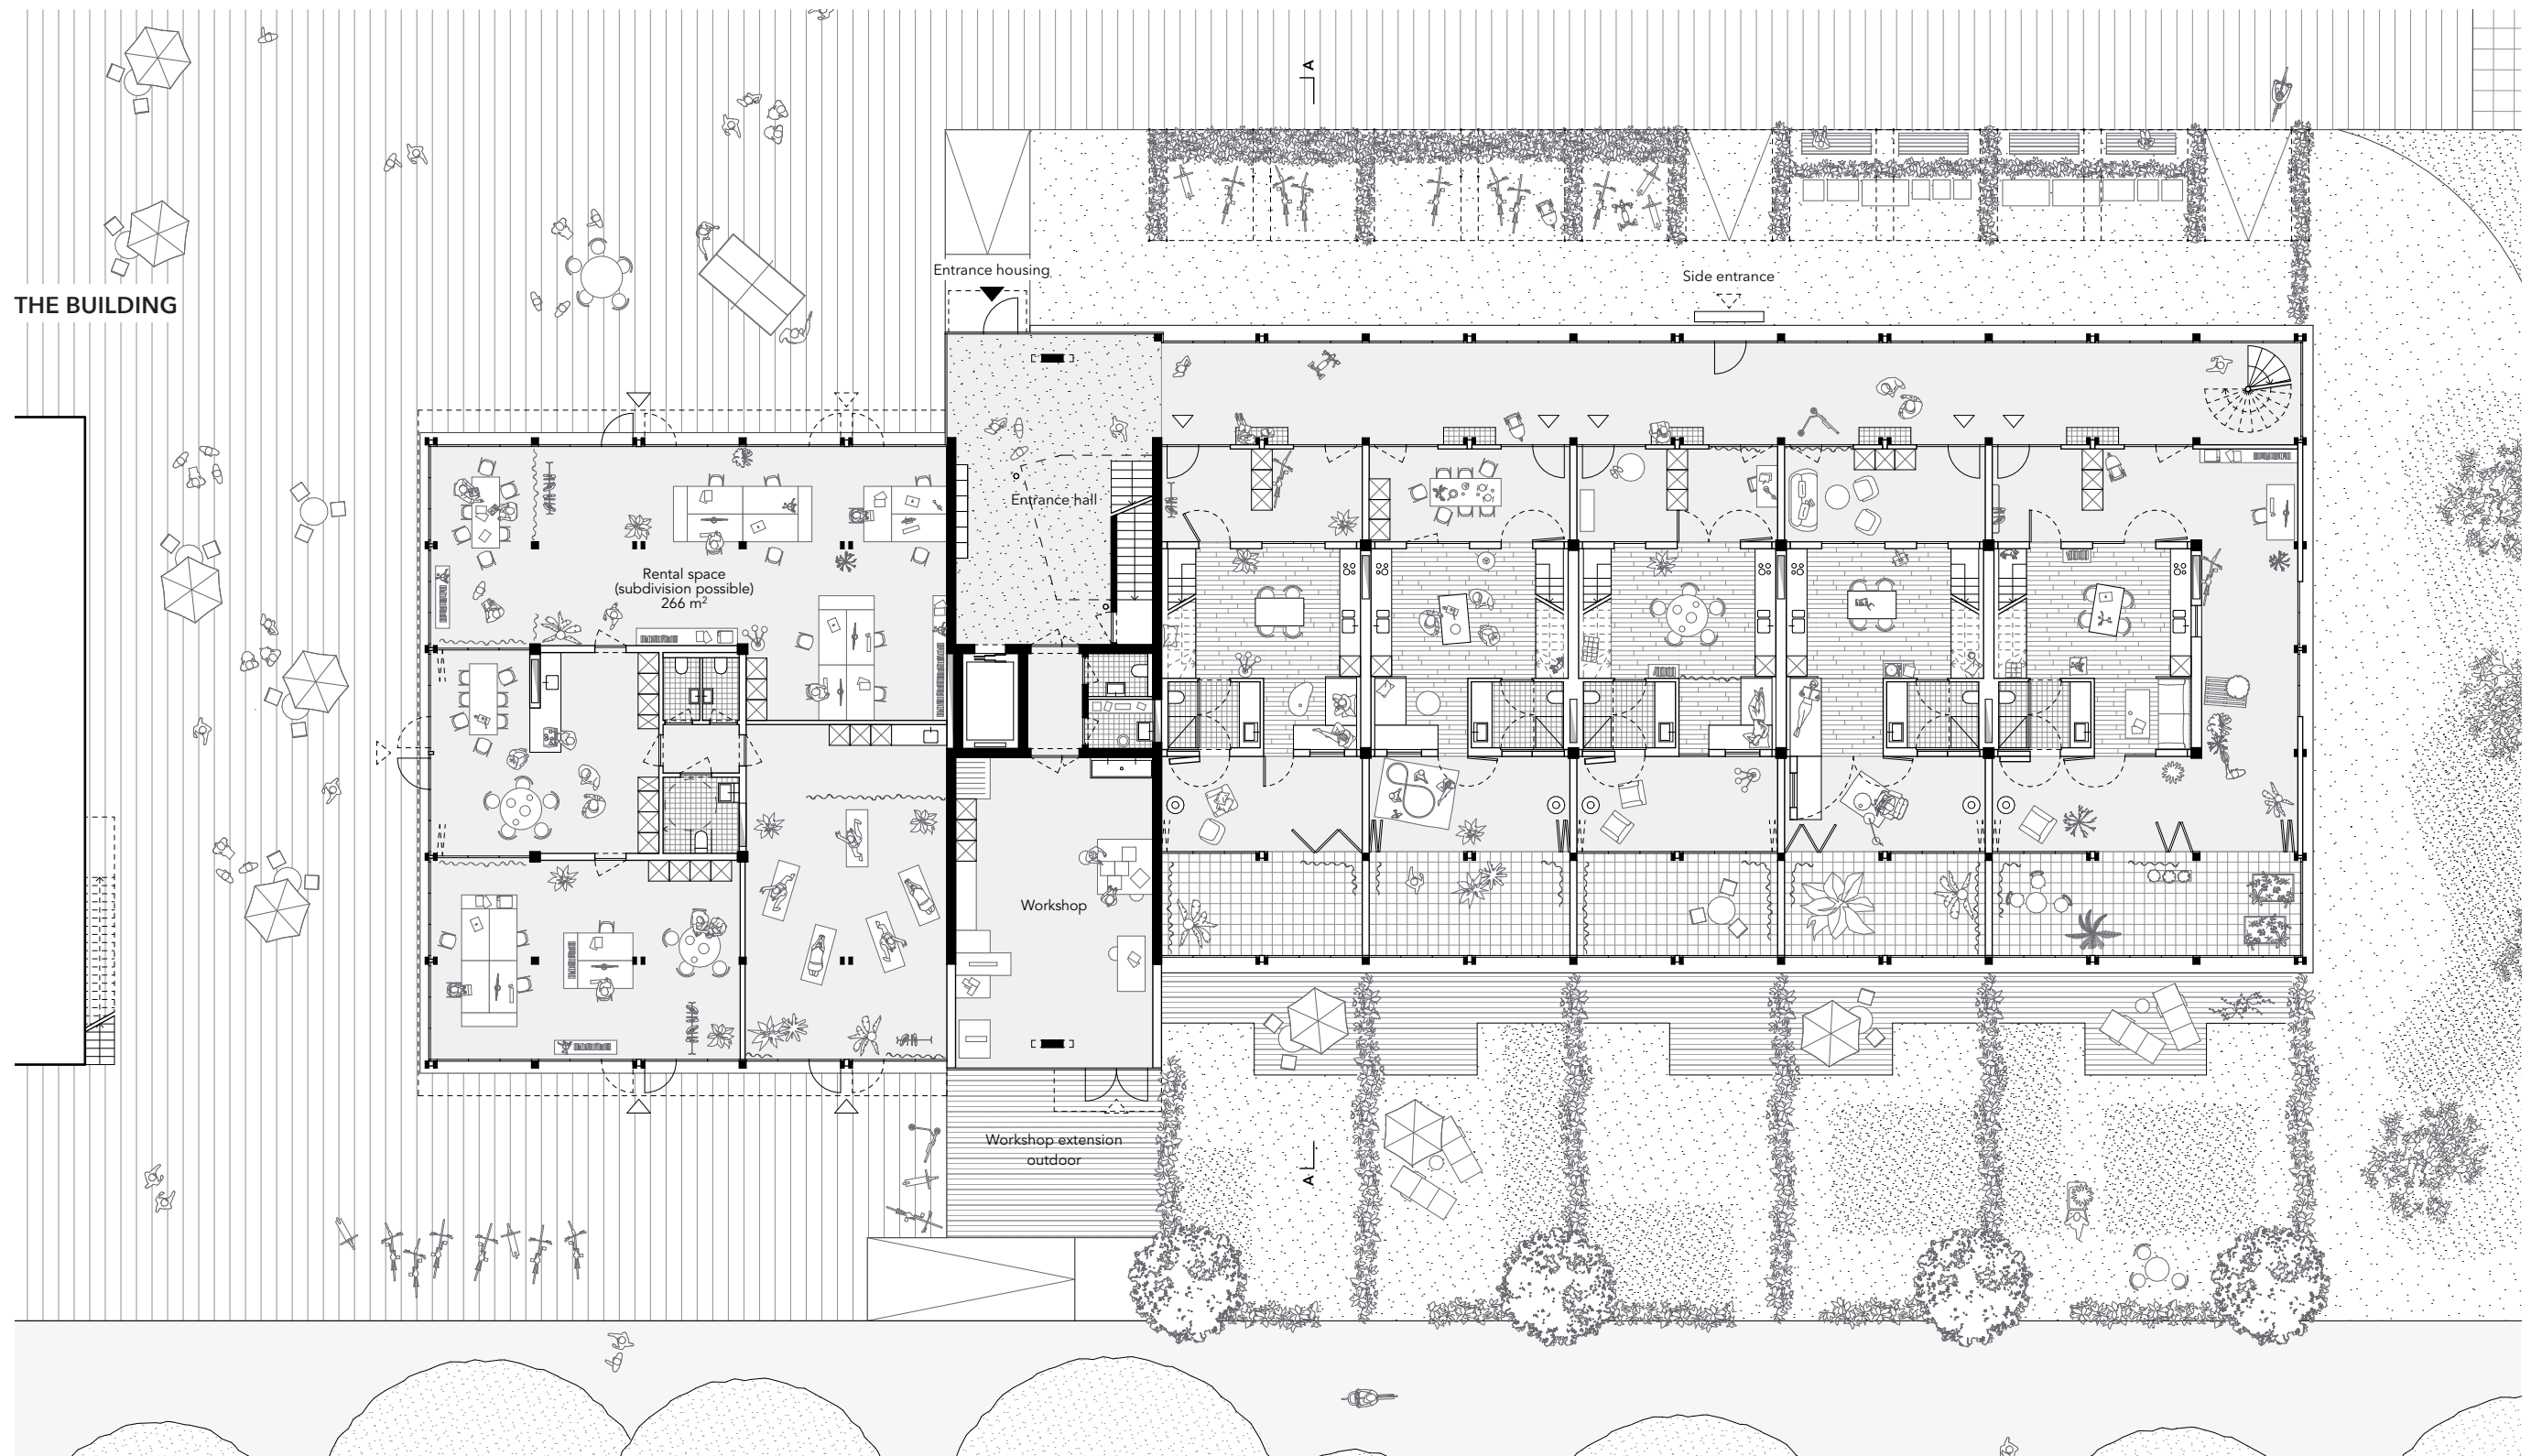 A
Entrance housing
Side entrance
THE BUILDING
Entrance hall
Rental space
(subdivision possible)
266 m²
Workshop
Workshop extension
outdoor
A